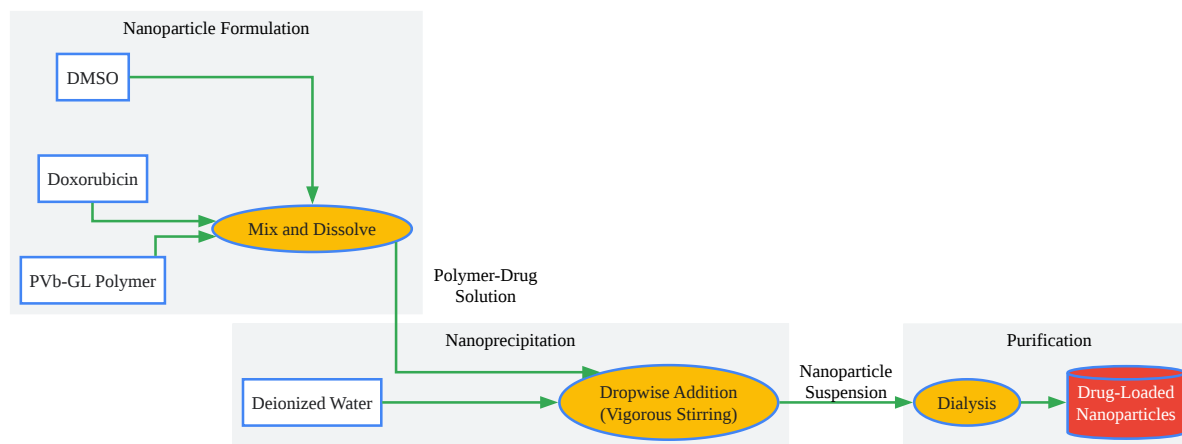 Nanoparticle Formulation
DMSO
Doxorubicin
Mix and Dissolve
PVb-GL Polymer
Polymer-Drug
Solution
Nanoprecipitation
Deionized Water
Dropwise Addition
(Vigorous Stirring)
Nanoparticle
Suspension
Purification
Dialysis
Drug-Loaded
Nanoparticles